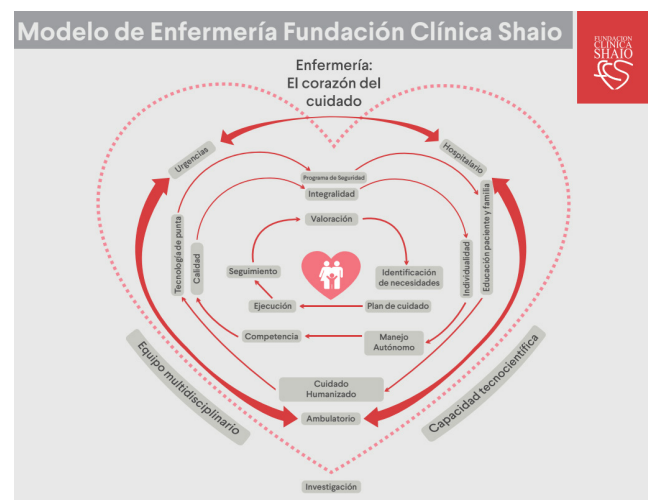 Modelo de Enfermería Fundación Clínica Shaio
FUNDACION
CLINICA
SHAIO
Enfermería:
El corazón del
cuidado
Urgencias
Hospitalario
Programa de Seguridad
Integralidad
Valoración
Tecnología de punta
Calidad
Seguimiento
Identificación
de necesidades
Individualidad
Educación paciente y familia
Ejecución
Plan de cuidado
Competencia
Manejo
Autónomo
Cuidado
Humanizado
Ambulatorio
Equipo multidisciplinario
Capacidad tecnocientífica
Investigación